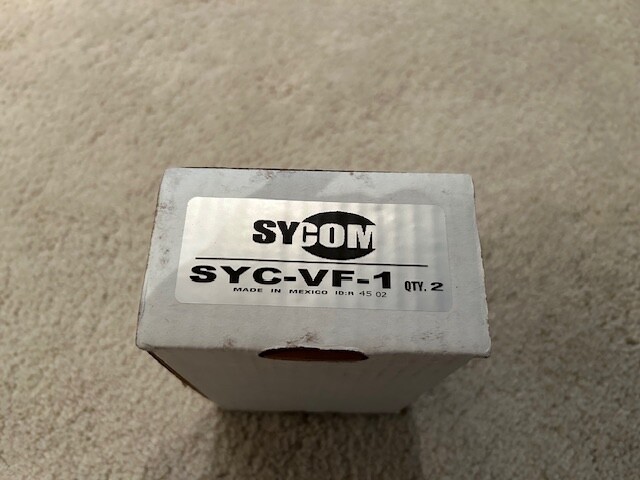 SYCOM
SYC-VF-1 QTY. 2
MADE IN MEXICO ID:R 45 02